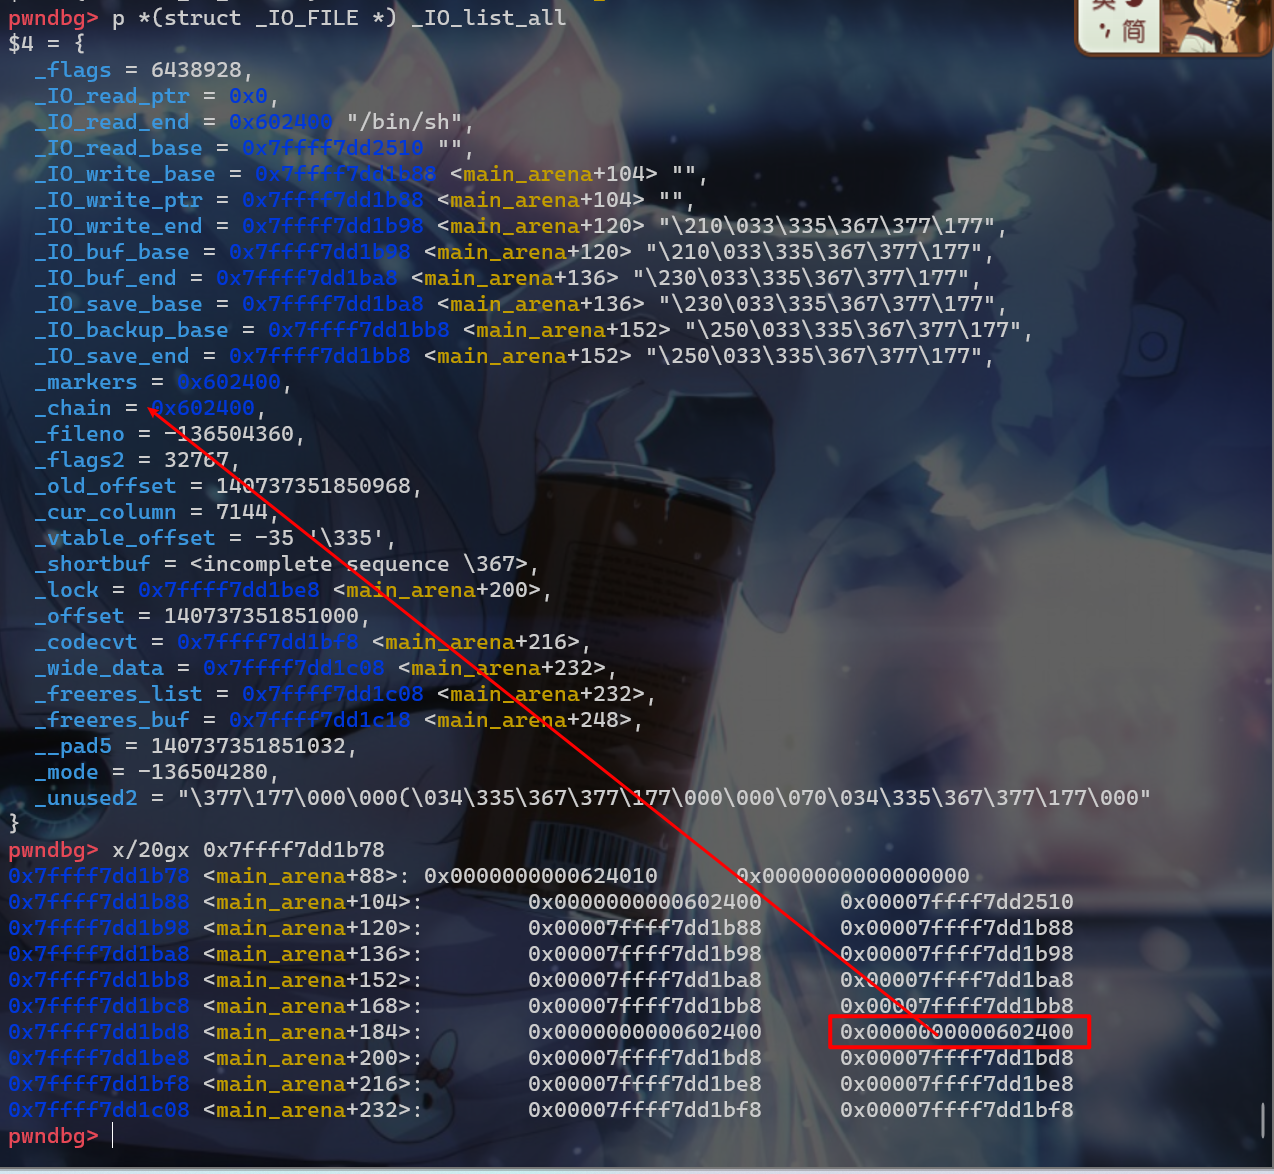 pwndbg> p *(struct _IO_FILE *) _IO_list_all
$4 = {
  _flags = 6438928,
  _IO_read_ptr = 0x0,
  _IO_read_end = 0x602400 "/bin/sh",
  _IO_read_base = 0x7ffff7dd2510 "",
  _IO_write_base = 0x7ffff7dd1b88 <main_arena+104> "",
  _IO_write_ptr = 0x7ffff7dd1b88 <main_arena+104> "",
  _IO_write_end = 0x7ffff7dd1b98 <main_arena+120> "\210\033\335\367\377\177",
  _IO_buf_base = 0x7ffff7dd1b98 <main_arena+120> "\210\033\335\367\377\177",
  _IO_buf_end = 0x7ffff7dd1ba8 <main_arena+136> "\230\033\335\367\377\177",
  _IO_save_base = 0x7ffff7dd1ba8 <main_arena+136> "\230\033\335\367\377\177",
  _IO_backup_base = 0x7ffff7dd1bb8 <main_arena+152> "\250\033\335\367\377\177",
  _IO_save_end = 0x7ffff7dd1bb8 <main_arena+152> "\250\033\335\367\377\177",
  _markers = 0x602400,
  _chain = 0x602400,
  _fileno = -136504360,
  _flags2 = 32767,
  _old_offset = 140737351850968,
  _cur_column = 7144,
  _vtable_offset = -35 '\335',
  _shortbuf = <incomplete sequence \367>,
  _lock = 0x7ffff7dd1be8 <main_arena+200>,
  _offset = 140737351851000,
  _codecvt = 0x7ffff7dd1bf8 <main_arena+216>,
  _wide_data = 0x7ffff7dd1c08 <main_arena+232>,
  _freeres_list = 0x7ffff7dd1c08 <main_arena+232>,
  _freeres_buf = 0x7ffff7dd1c18 <main_arena+248>,
  __pad5 = 140737351851032,
  _mode = -136504280,
  _unused2 = "\377\177\000\000(\034\335\367\377\177\000\000\070\034\335\367\377\177\000"
}
pwndbg> x/20gx 0x7ffff7dd1b78
0x7ffff7dd1b78 <main_arena+88>: 0x0000000000624010 0x0000000000000000
0x7ffff7dd1b88 <main_arena+104>: 0x0000000000602400 0x00007ffff7dd2510
0x7ffff7dd1b98 <main_arena+120>: 0x00007ffff7dd1b88 0x00007ffff7dd1b88
0x7ffff7dd1ba8 <main_arena+136>: 0x00007ffff7dd1b98 0x00007ffff7dd1b98
0x7ffff7dd1bb8 <main_arena+152>: 0x00007ffff7dd1ba8 0x00007ffff7dd1ba8
0x7ffff7dd1bc8 <main_arena+168>: 0x00007ffff7dd1bb8 0x00007ffff7dd1bb8
0x7ffff7dd1bd8 <main_arena+184>: 0x0000000000602400 0x0000000000602400
0x7ffff7dd1be8 <main_arena+200>: 0x00007ffff7dd1bd8 0x00007ffff7dd1bd8
0x7ffff7dd1bf8 <main_arena+216>: 0x00007ffff7dd1be8 0x00007ffff7dd1be8
0x7ffff7dd1c08 <main_arena+232>: 0x00007ffff7dd1bf8 0x00007ffff7dd1bf8
pwndbg>
英
简